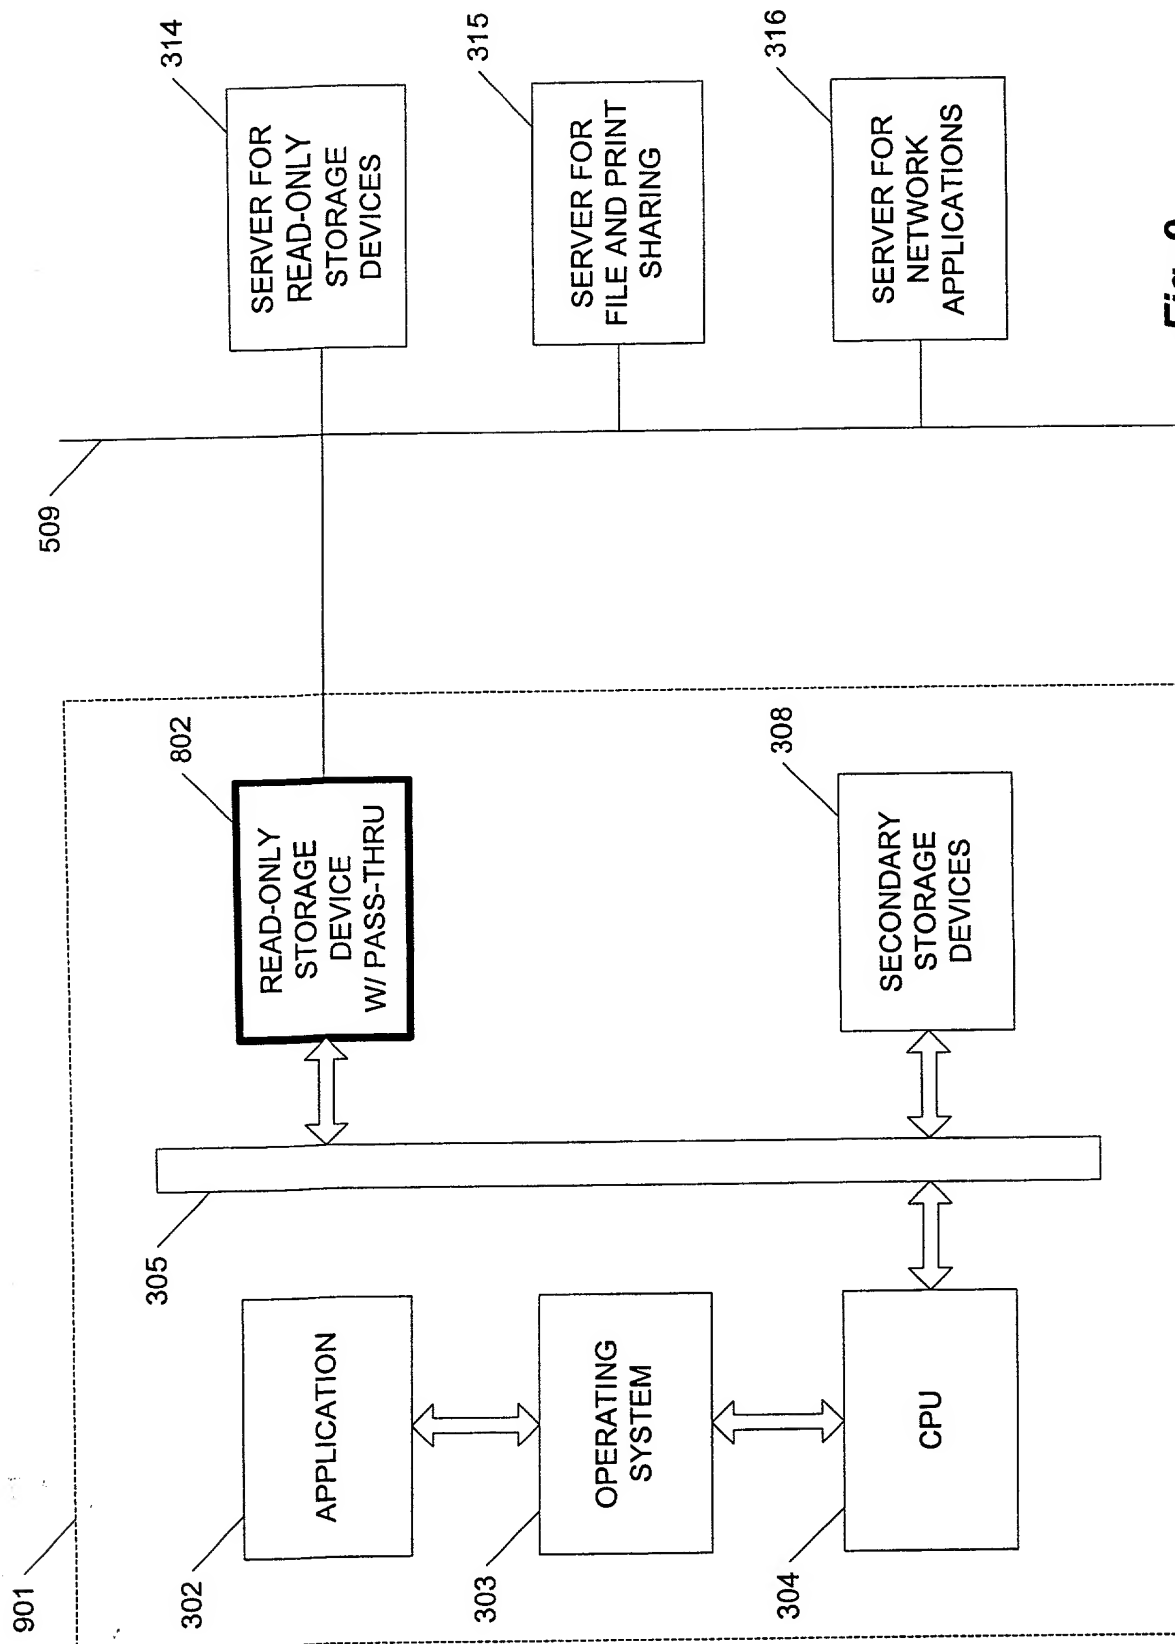 901
509
305
802
314
302
APPLICATION
READ-ONLY
STORAGE
DEVICE
W/ PASS-THRU
SERVER FOR
READ-ONLY
STORAGE
DEVICES
303
OPERATING
SYSTEM
315
SERVER FOR
FILE AND PRINT
SHARING
304
CPU
308
SECONDARY
STORAGE
DEVICES
316
SERVER FOR
NETWORK
APPLICATIONS
Fig.